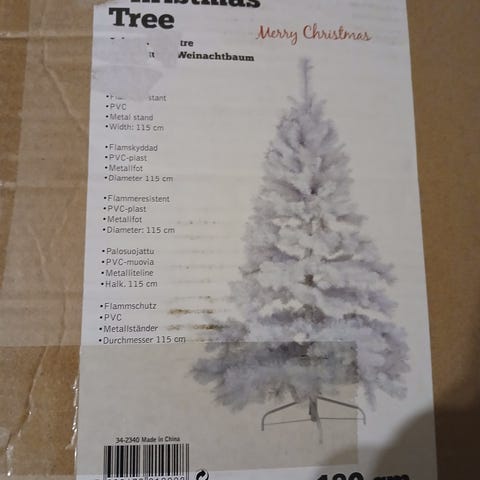 Christmas
Tree
Merry Christmas
tre
Weinachtbaum
• PVC
• Metal stand
• Width: 115 cm
• Flamskyddad
• PVC-plast
• Metallfot
• Diameter 115 cm
• Flammeresistent
• PVC-plast
• Metallfot
• Diameter: 115 cm
• Palosuojattu
• PVC-muovia
• Metalliteline
• Halk. 115 cm
• Flammschutz
• PVC
• Metallständer
• Durchmesser 115 cm
34-2340 Made in China